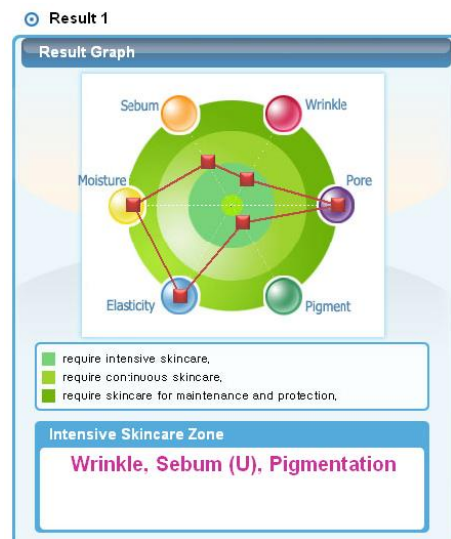 Result 1
Result Graph
Sebum
Wrinkle
Moisture
Pore
Elasticity
Pigment
require intensive skincare,
require continuous skincare,
require skincare for maintenance and protection,
Intensive Skincare Zone
Wrinkle, Sebum (U), Pigmentation